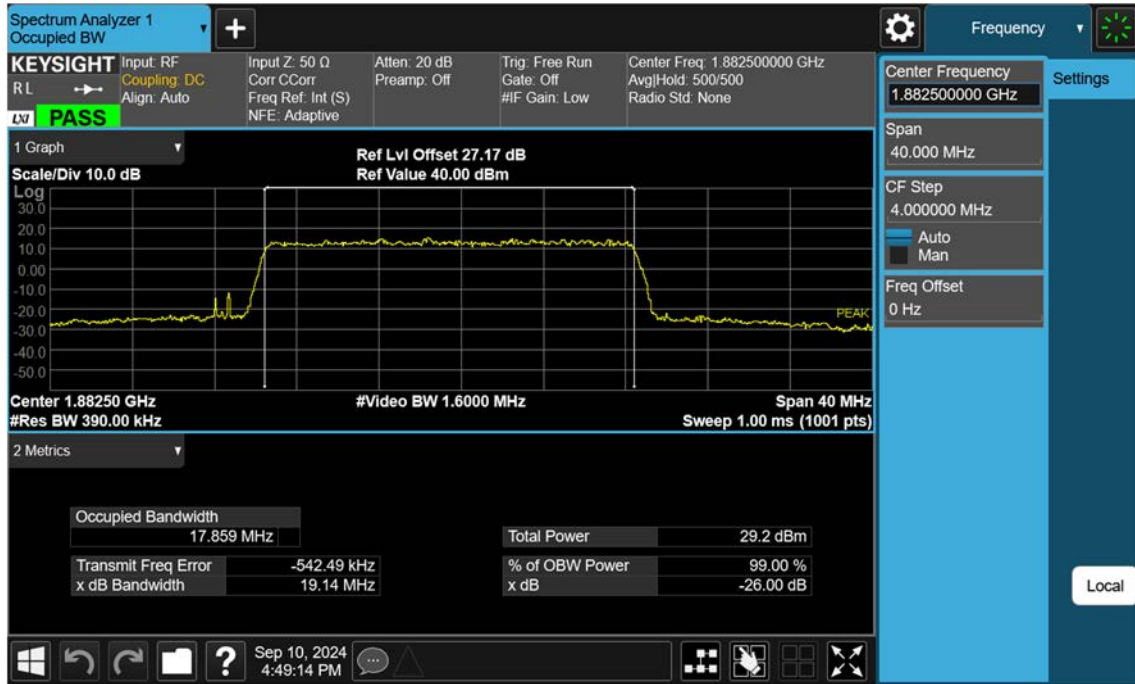 Spectrum Analyzer 1
Occupied BW
+
Frequency
KEYSIGHT
RL
LXI PASS
Input: RF
Coupling: DC
Align: Auto
Input Z: 50 Ω
Corr CCorr
Freq Ref: Int (S)
NFE: Adaptive
Atten: 20 dB
Preamp: Off
Trig: Free Run
Gate: Off
#IF Gain: Low
Center Freq: 1.882500000 GHz
Avg|Hold: 500/500
Radio Std: None
1 Graph
Scale/Div 10.0 dB
Ref Lvl Offset 27.17 dB
Ref Value 40.00 dBm
Log
30.0
20.0
10.0
0.00
-10.0
-20.0
-30.0
-40.0
-50.0
PEAK
Center 1.88250 GHz
#Video BW 1.6000 MHz
Span 40 MHz
#Res BW 390.00 kHz
Sweep 1.00 ms (1001 pts)
2 Metrics
Occupied Bandwidth
17.859 MHz
Total Power 29.2 dBm
Transmit Freq Error -542.49 kHz
% of OBW Power 99.00 %
x dB Bandwidth 19.14 MHz
x dB -26.00 dB
Center Frequency
1.882500000 GHz
Settings
Span
40.000 MHz
CF Step
4.000000 MHz
Auto
Man
Freq Offset
0 Hz
Local
?
Sep 10, 2024
4:49:14 PM